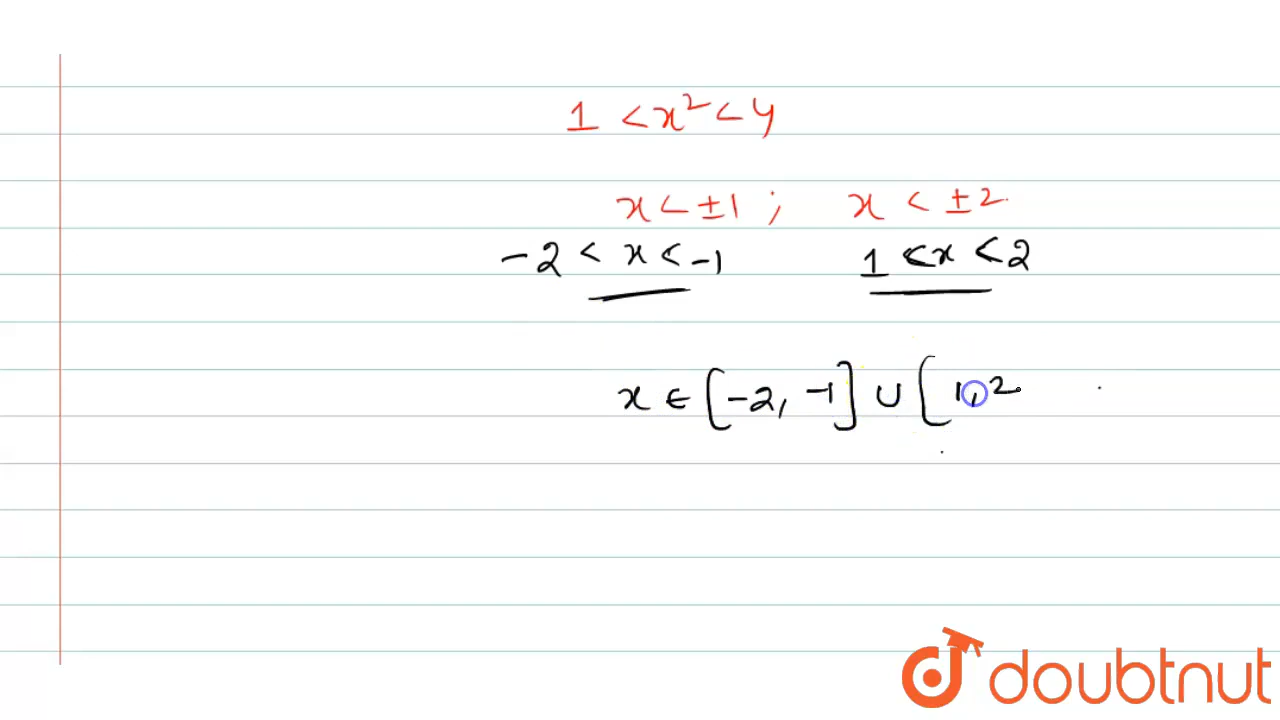 1 < x² < 4
x < ±1 ; x < ±2
-2 < x < -1 1 < x < 2
x ∈ [-2, -1] ∪ [1, 2
doubtnut